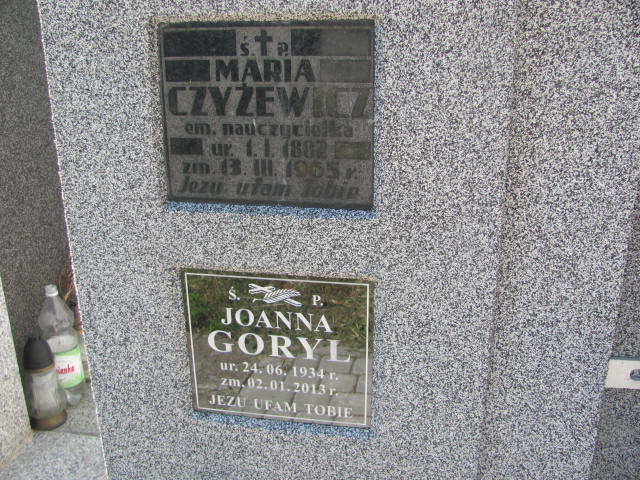 Ś. P.
MARIA
CZYŻEWICZ
em. nauczycielka
ur. 1. I. 1882
zm. 13. III. 1965 r.
Jezu ufam Tobie
Ś. P.
JOANNA
GORYL
ur. 24. 06. 1934 r.
zm. 02. 01. 2013 r.
JEZU UFAM TOBIE